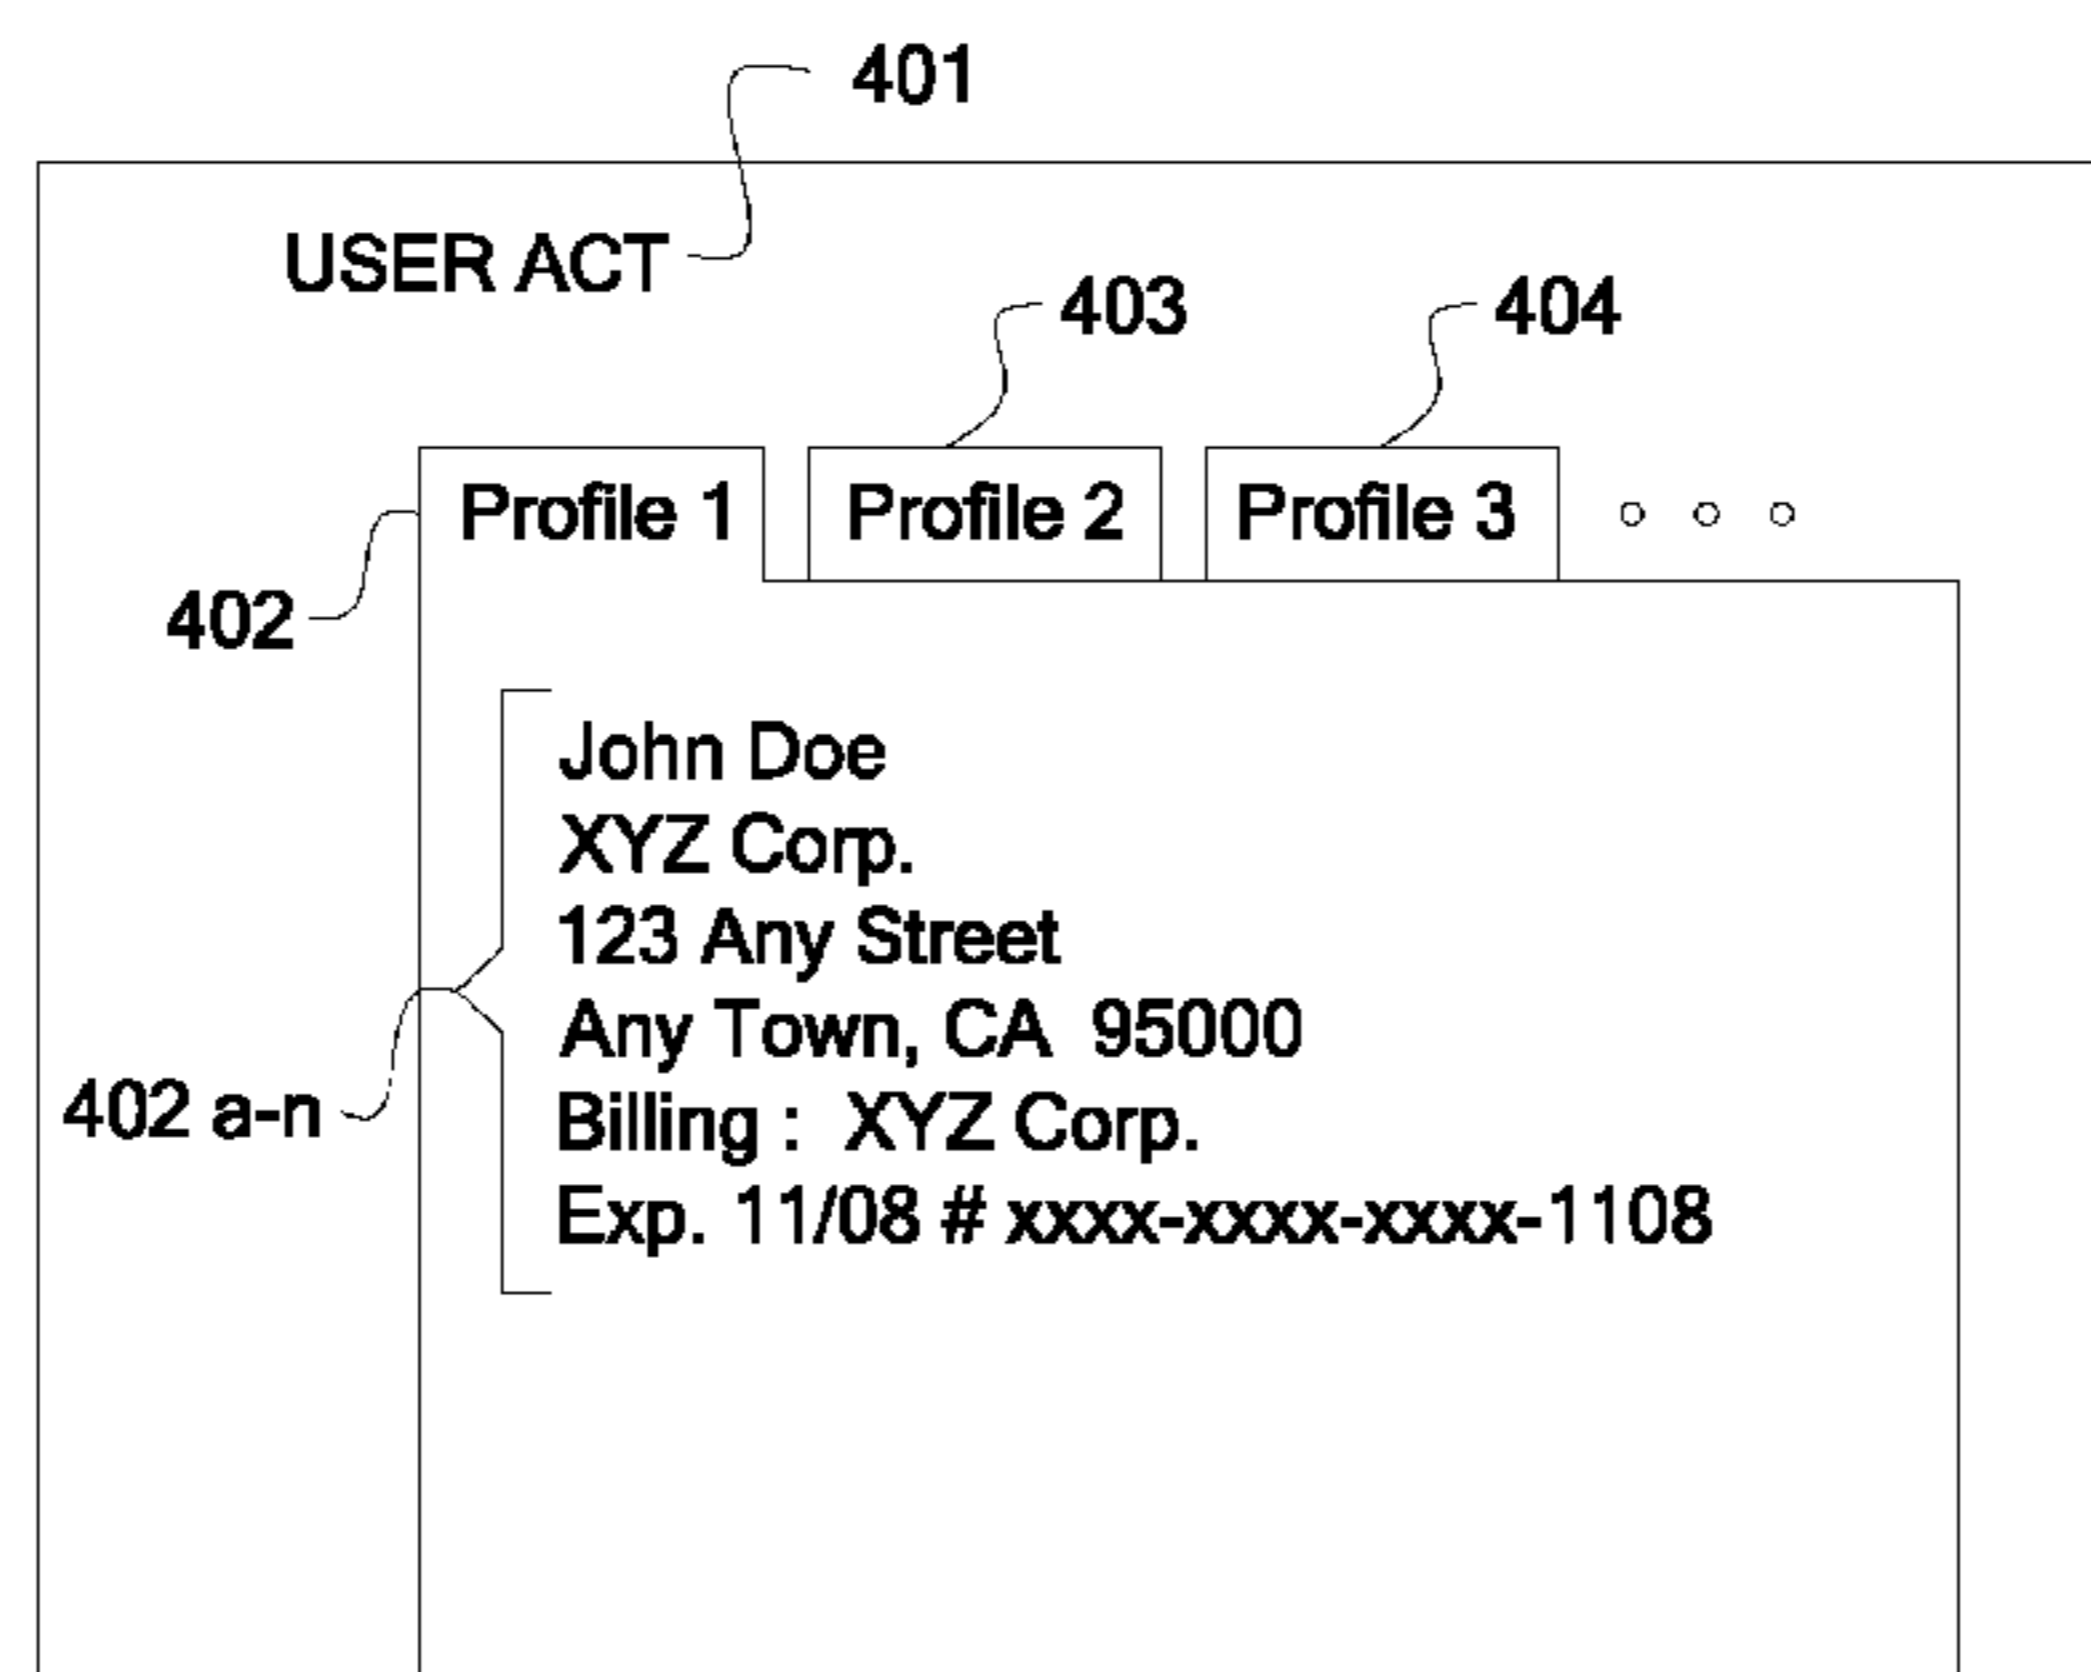 401
USER ACT
403
404
Profile 1
Profile 2
Profile 3
402
John Doe
XYZ Corp.
123 Any Street
Any Town, CA  95000
402 a-n
Billing :  XYZ Corp.
Exp. 11/08 # xxxx-xxxx-xxxx-1108